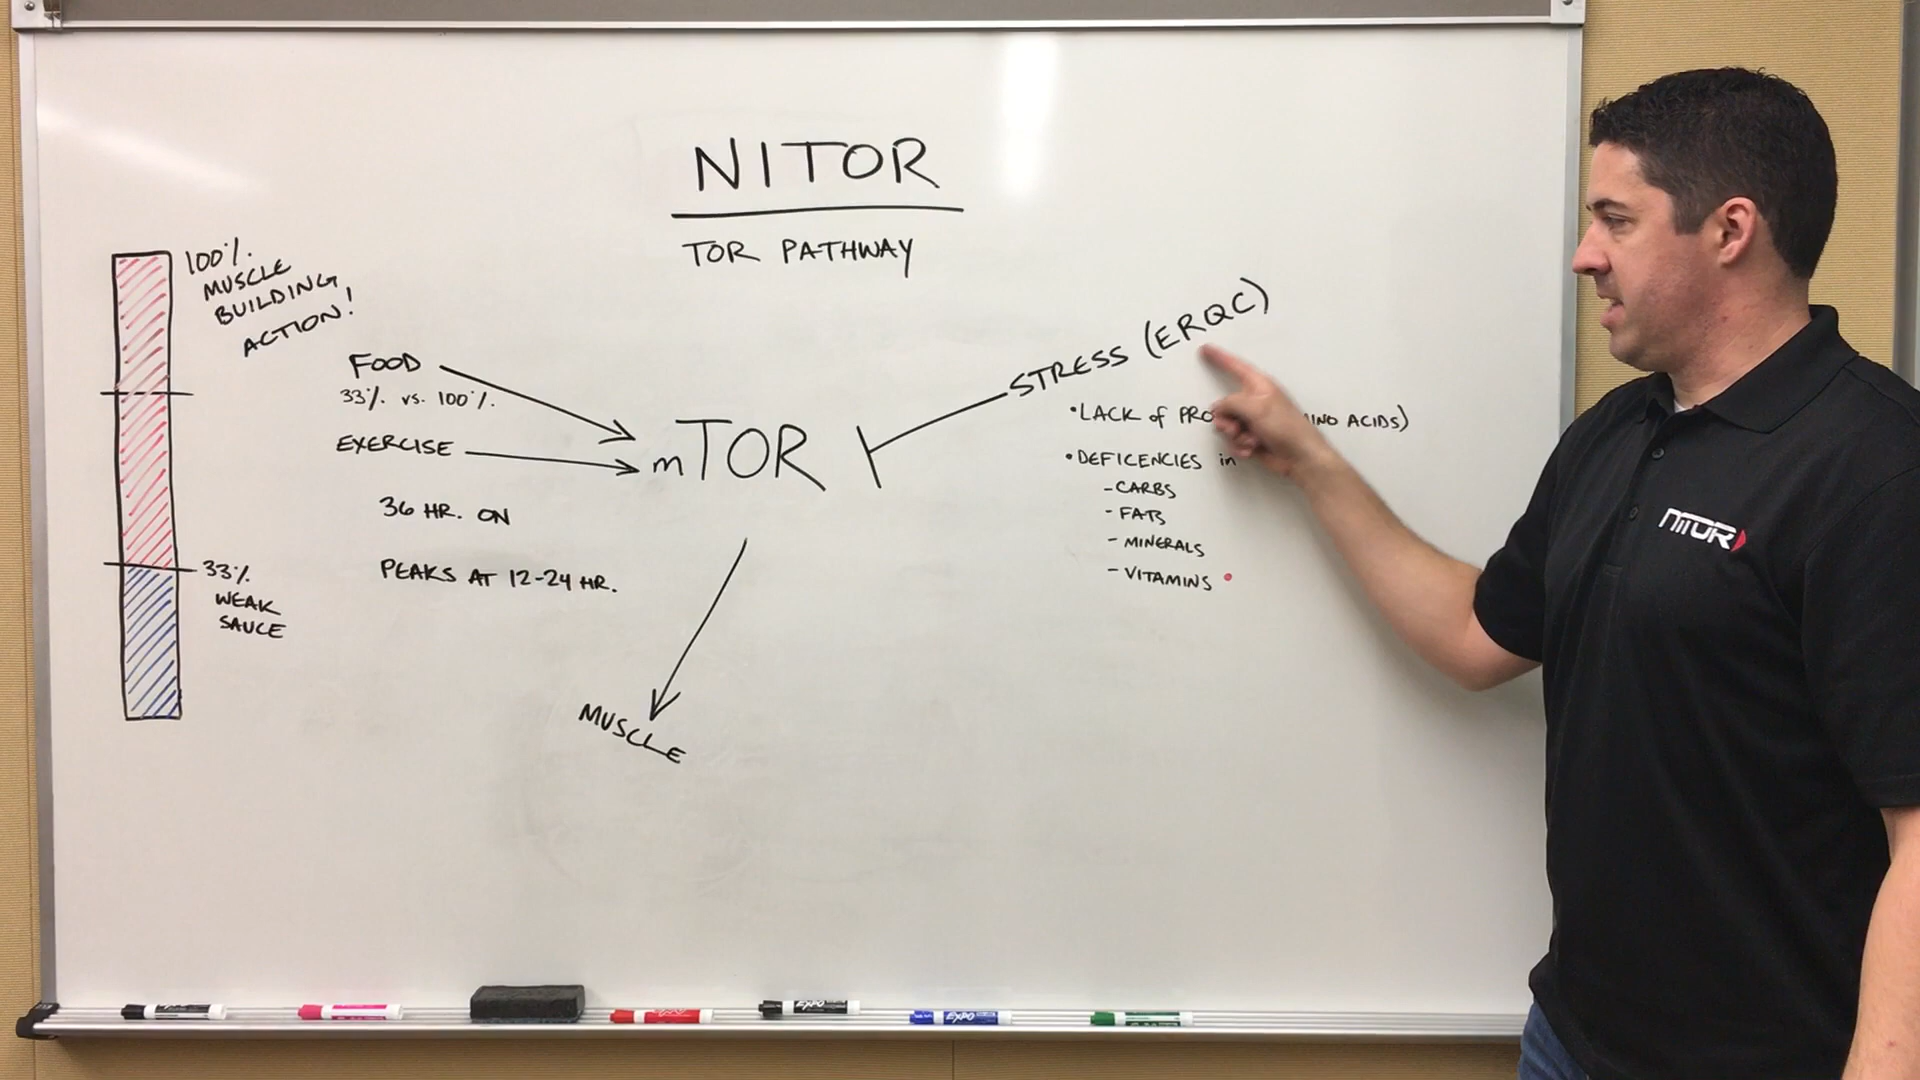 NITOR
TOR PATHWAY
100%.
MUSCLE
BUILDING
ACTION!
33%.
WEAK
SAUCE
FOOD
33%. vs. 100%.
EXERCISE
36 HR. ON
PEAKS AT 12-24 HR.
mTOR
MUSCLE
STRESS (ERQC)
•LACK of ACIDS)
•DEFICENCIES in
-CARBS
-FATS
-MINERALS
-VITAMINS
NITOR
EXPO
EXPO